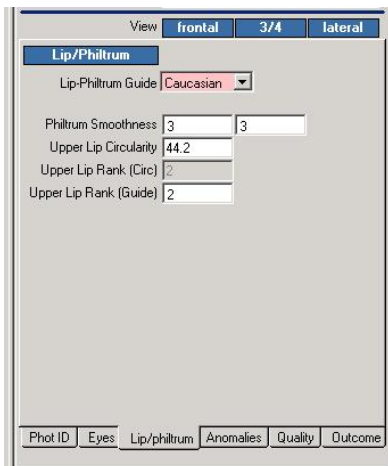 View frontal 3/4 lateral
Lip/Philtrum
Lip-Philtrum Guide Caucasian
Philtrum Smoothness 3 3
Upper Lip Circularity 44.2
Upper Lip Rank (Circ) 2
Upper Lip Rank (Guide) 2
Phot ID Eyes Lip/philtrum Anomalies Quality Outcome